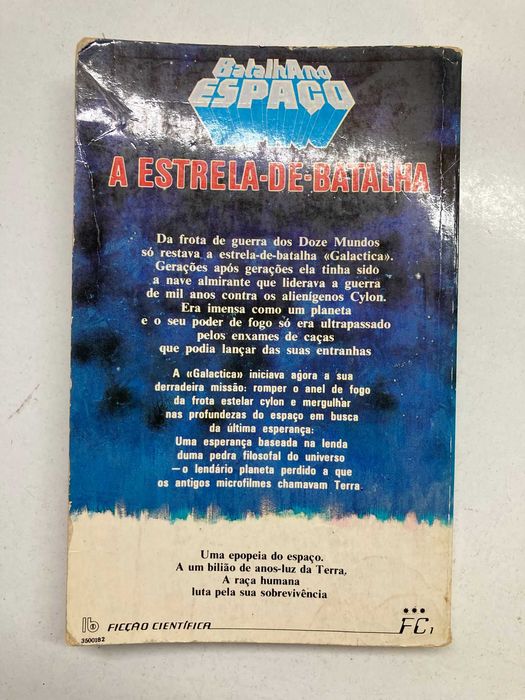 Batalha no
ESPAÇO
A ESTRELA-DE-BATALHA
Da frota de guerra dos Doze Mundos
só restava a estrela-de-batalha «Galactica».
Gerações após gerações ela tinha sido
a nave almirante que liderava a guerra
de mil anos contra os alienígenos Cylon.
Era imensa como um planeta
e o seu poder de fogo só era ultrapassado
pelos enxames de caças
que podia lançar das suas entranhas
A «Galactica» iniciava agora a sua
derradeira missão: romper o anel de fogo
da frota estelar cylon e mergulhar
nas profundezas do espaço em busca
da última esperança:
Uma esperança baseada na lenda
duma pedra filosofal do universo
—o lendário planeta perdido a que
os antigos microfilmes chamavam Terra.
Uma epopeia do espaço.
A um bilião de anos-luz da Terra,
A raça humana
luta pela sua sobrevivência
lb FICÇÃO CIENTÍFICA FC 1
3500182